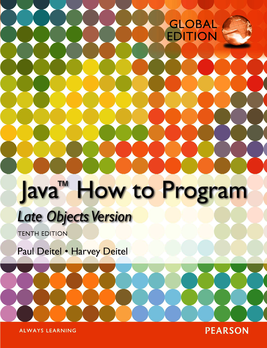 GLOBAL
EDITION
Java™ How to Program
Late Objects Version
TENTH EDITION
Paul Deitel • Harvey Deitel
ALWAYS LEARNING
PEARSON